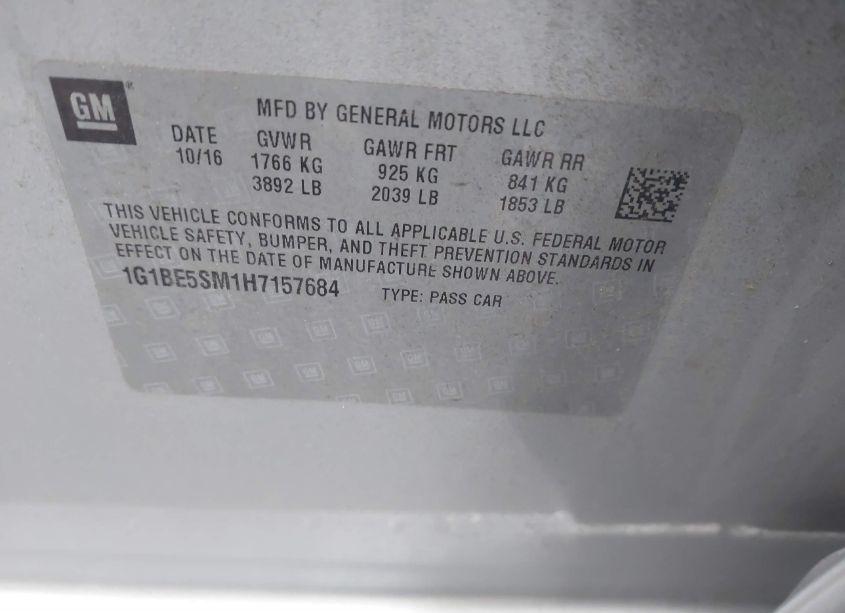 GM
MFD BY GENERAL MOTORS LLC
DATE GVWR GAWR FRT GAWR RR
10/16 1766 KG 925 KG 841 KG
3892 LB 2039 LB 1853 LB
THIS VEHICLE CONFORMS TO ALL APPLICABLE U.S. FEDERAL MOTOR
VEHICLE SAFETY, BUMPER, AND THEFT PREVENTION STANDARDS IN
EFFECT ON THE DATE OF MANUFACTURE SHOWN ABOVE.
1G1BE5SM1H7157684 TYPE: PASS CAR